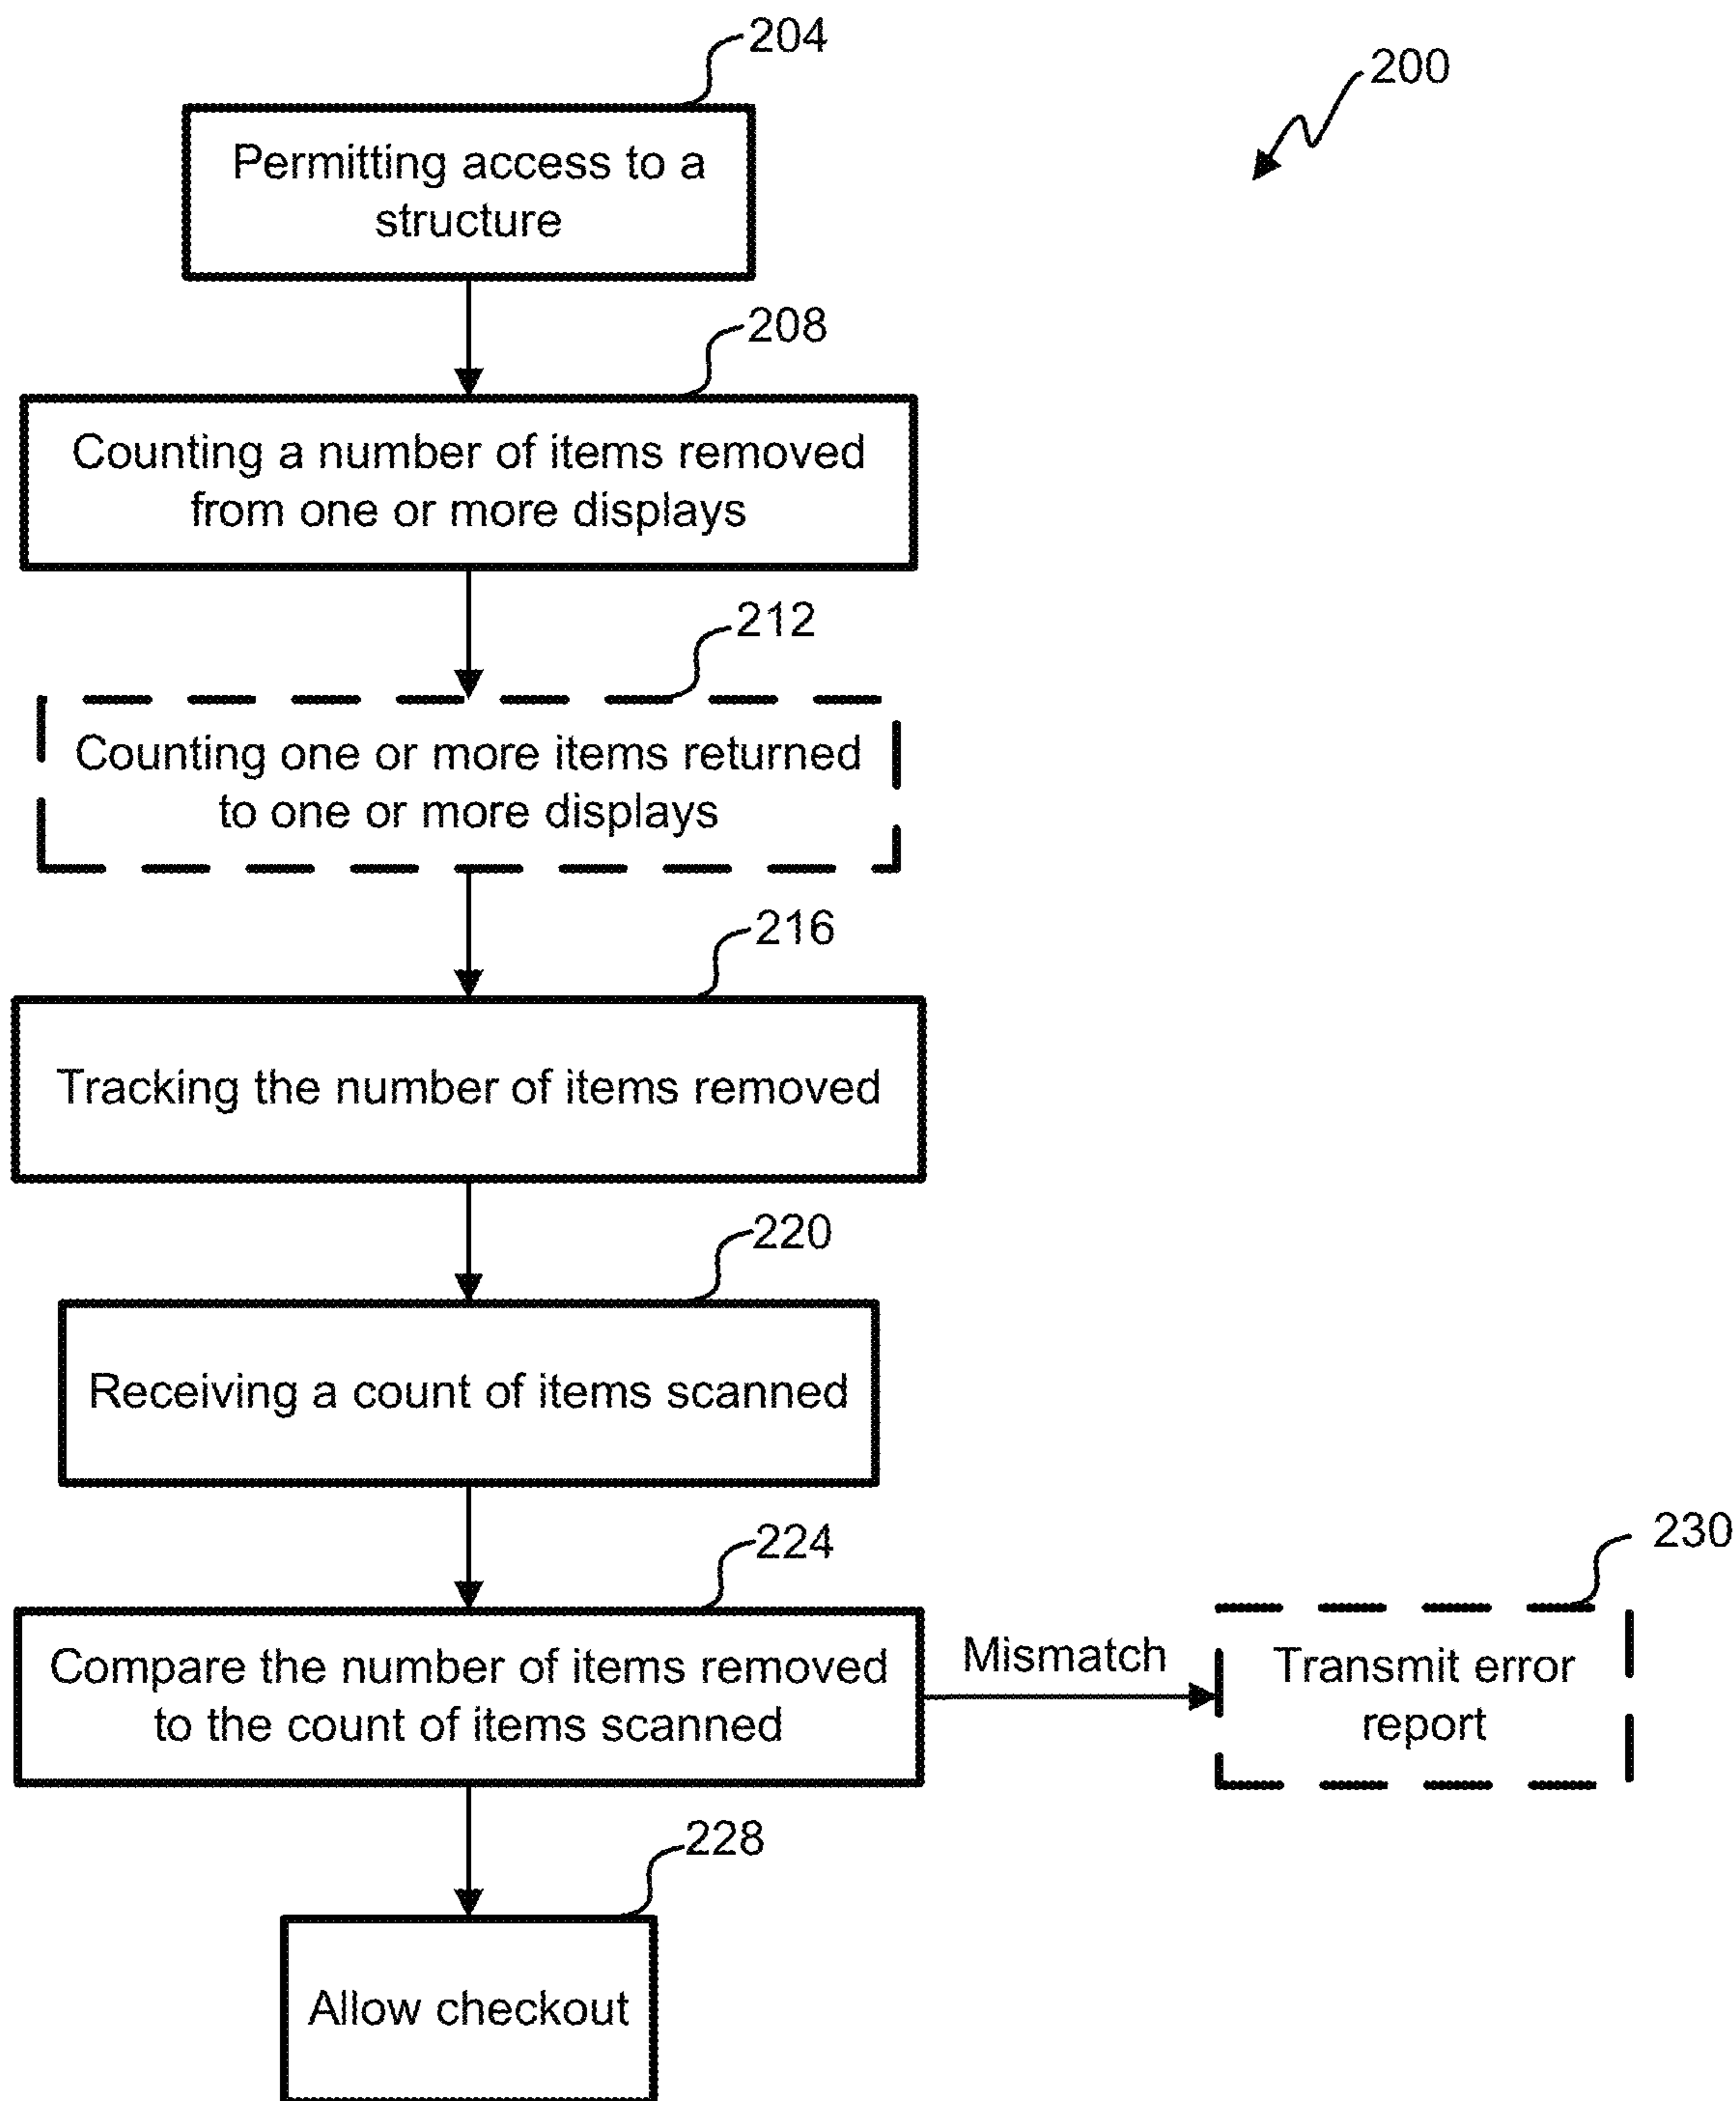 204
200
Permitting access to a
structure
208
Counting a number of items removed
from one or more displays
212
Counting one or more items returned
to one or more displays
216
Tracking the number of items removed
220
Receiving a count of items scanned
224
230
Compare the number of items removed
to the count of items scanned
Mismatch
Transmit error
report
228
Allow checkout